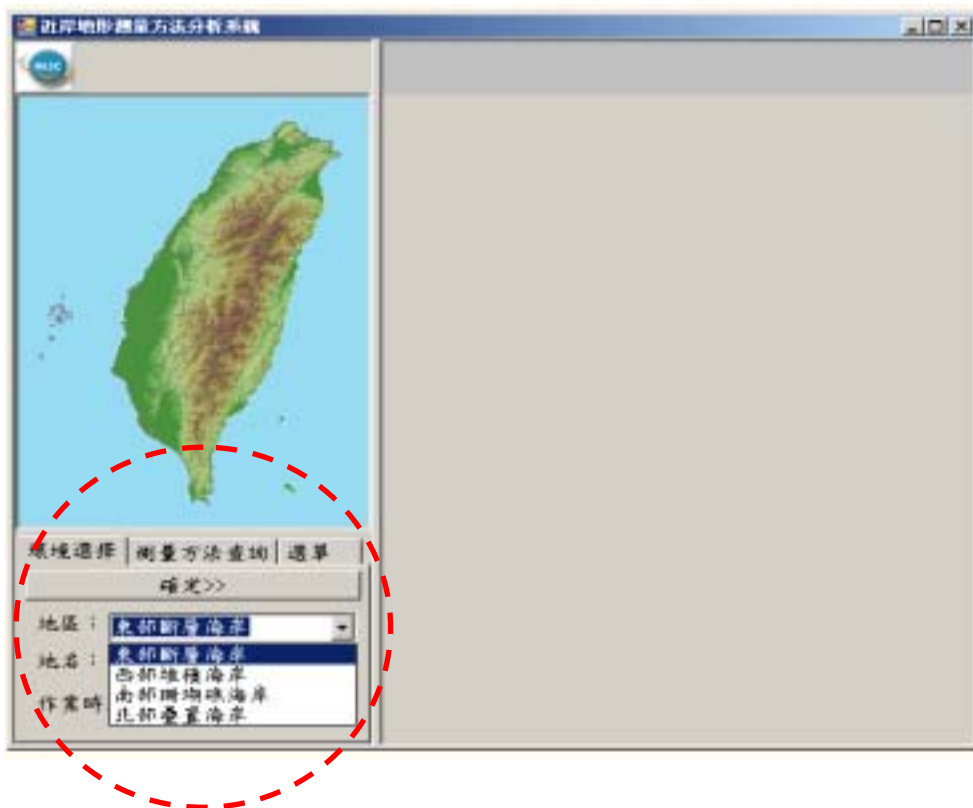 近岸地形測量方法分析系統
環境選擇 測量方法查詢 選單
確定>>
地區： 東部斷層海岸
地名： 東部斷層海岸
西部堆積海岸
作業時 南部珊瑚礁海岸
北部疊置海岸